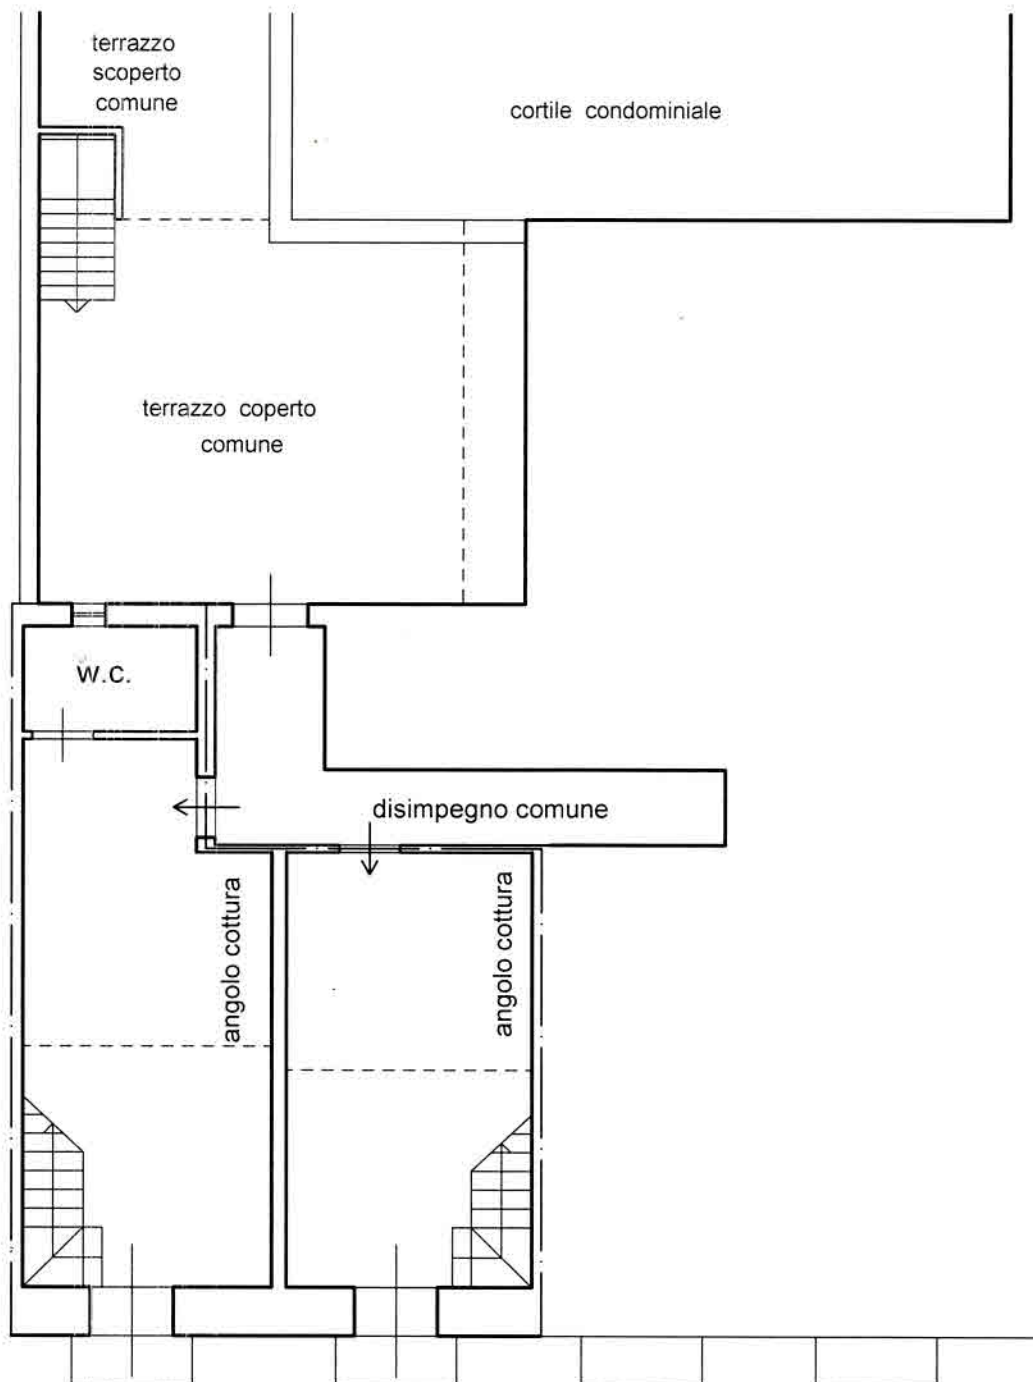 terrazzo
scoperto
comune
cortile condominiale
terrazzo coperto
comune
w.c.
disimpegno comune
angolo cottura
angolo cottura